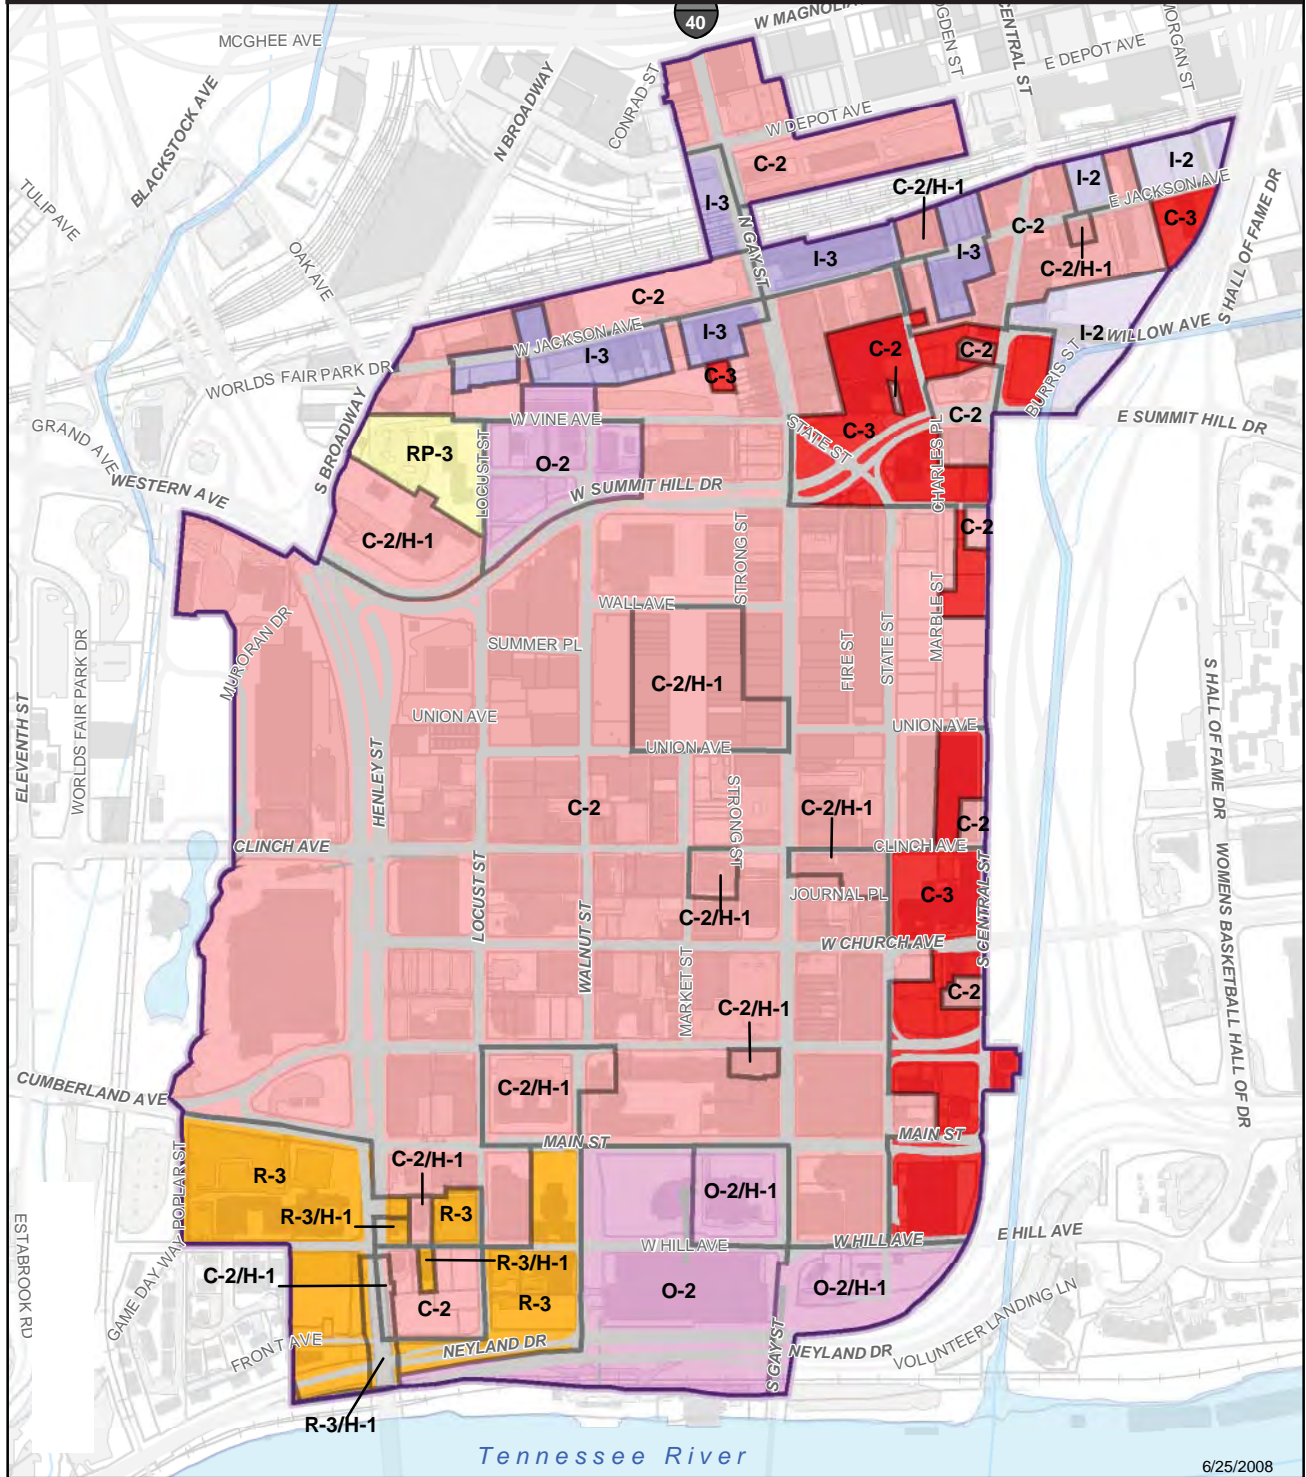 40
W MAGNOLIA
MCGHEE AVE
OGDEN ST
CENTRAL ST
MORGAN ST
E DEPOT AVE
BLACKSTOCK AVE
N BROADWAY
CONRAD ST
W DEPOT AVE
C-2
TULIP AVE
OAK AVE
I-3
N GAY ST
C-2/H-1
I-2
I-2
E JACKSON AVE
C-3
C-2
I-3
I-3
C-2/H-1
S HALL OF FAME DR
C-2
W JACKSON AVE
I-3
I-3
C-3
C-2
C-2
I-2
WILLOW AVE
BURRIS ST
WORLDS FAIR PARK DR
GRAND AVE
WESTERN AVE
S BROADWAY
RP-3
LOCUST ST
W VINE AVE
O-2
W SUMMIT HILL DR
STATE ST
C-3
CHARLES PL
C-2
E SUMMIT HILL DR
C-2/H-1
C-2
STRONG ST
WALL AVE
MURORAN DR
SUMMER PL
C-2/H-1
FIRE ST
STATE ST
MARBLE ST
WORLDS FAIR PARK DR
ELEVENTH ST
UNION AVE
UNION AVE
UNION AVE
S HALL OF FAME DR
HENLEY ST
C-2
STRONG ST
C-2/H-1
C-2
CLINCH AVE
CLINCH AVE
LOCUST ST
WALNUT ST
C-2/H-1
JOURNAL PL
C-3
S CENTRAL ST
WOMENS BASKETBALL HALL OF DR
W CHURCH AVE
MARKET ST
C-2
C-2/H-1
C-2/H-1
CUMBERLAND AVE
MAIN ST
MAIN ST
POPLAR ST
R-3
C-2/H-1
O-2/H-1
R-3/H-1
R-3
W HILL AVE
W HILL AVE
E HILL AVE
ESTABROOK RD
GAME DAY WAY
C-2/H-1
R-3/H-1
C-2
R-3
O-2
O-2/H-1
FRONT AVE
NEYLAND DR
S GAY ST
NEYLAND DR
VOLUNTEER LANDING LN
R-3/H-1
Tennessee River
6/25/2008